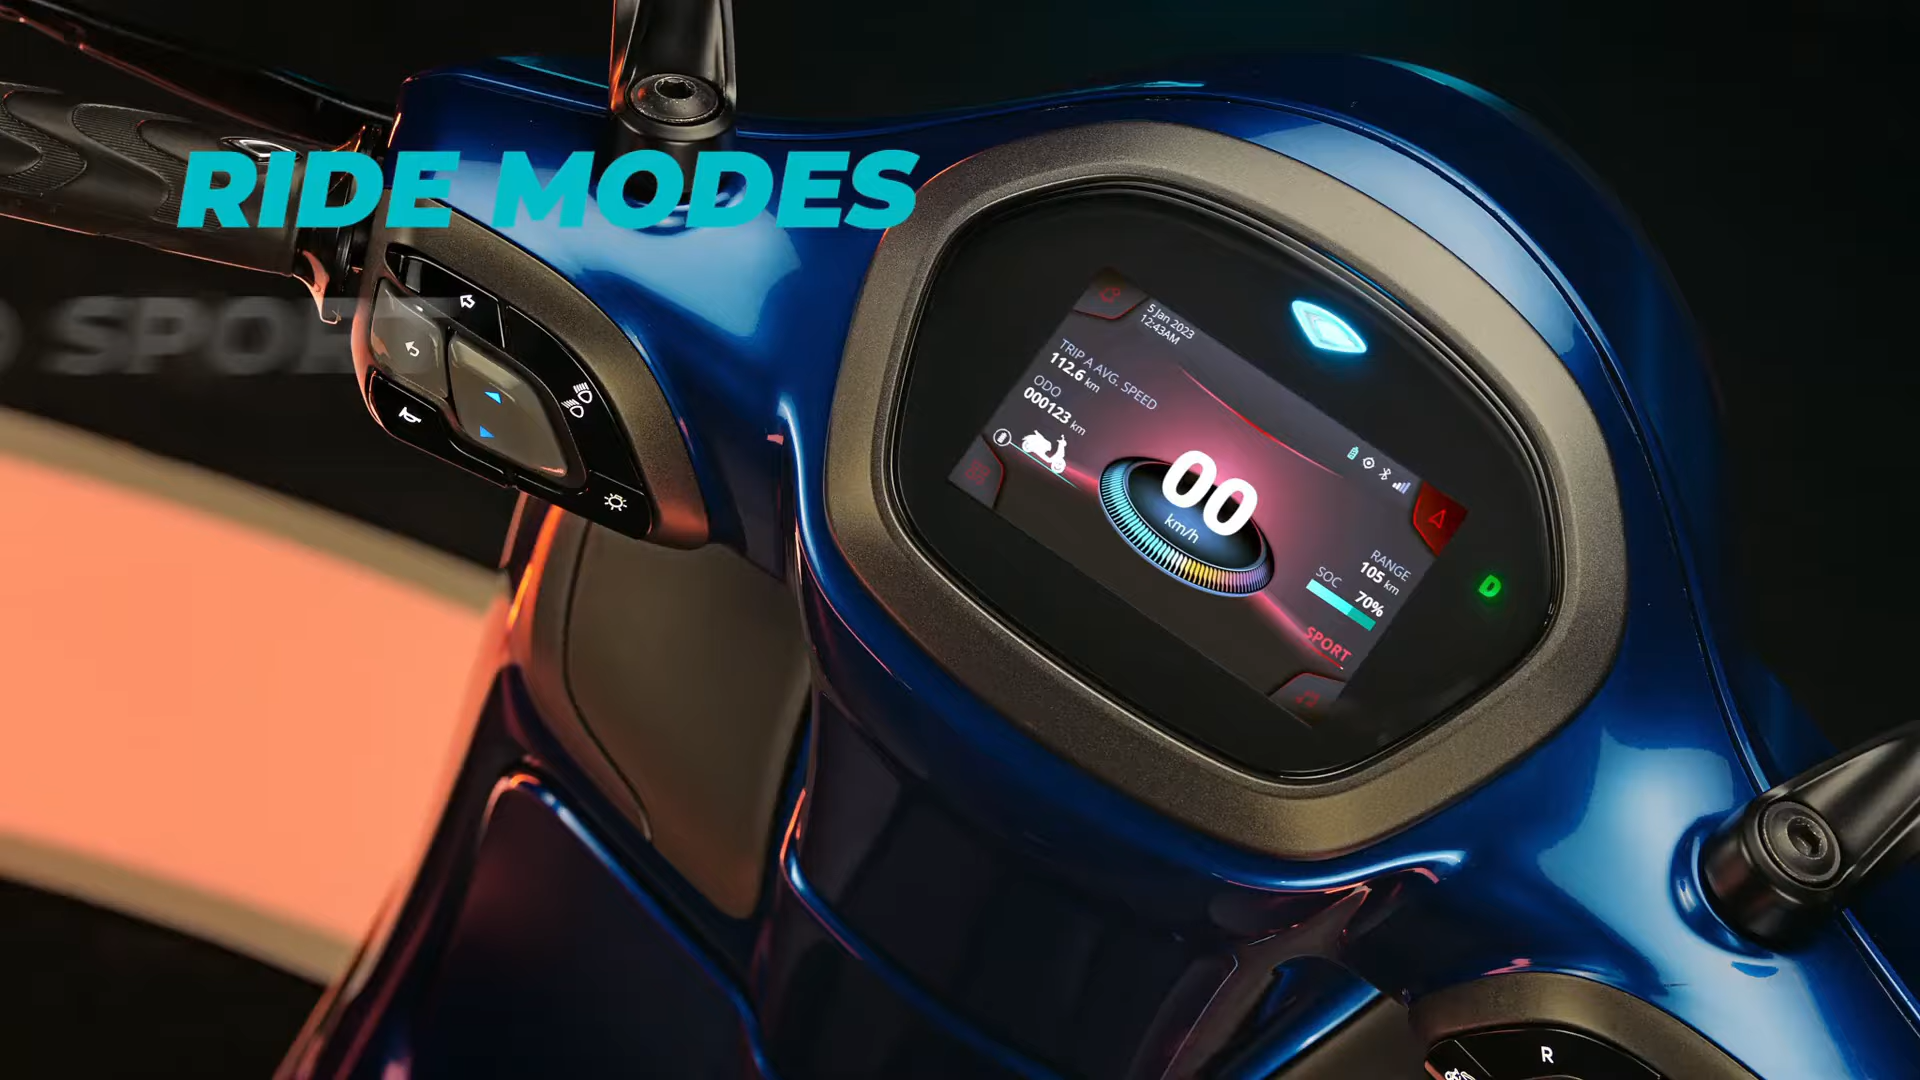 RIDE MODES
SPORT
5 Jan 2023
12:43AM
TRIP A AVG. SPEED
112.6 km
ODO
000123 km
00
km/h
RANGE
105 km
SOC
70%
SPORT
D
R